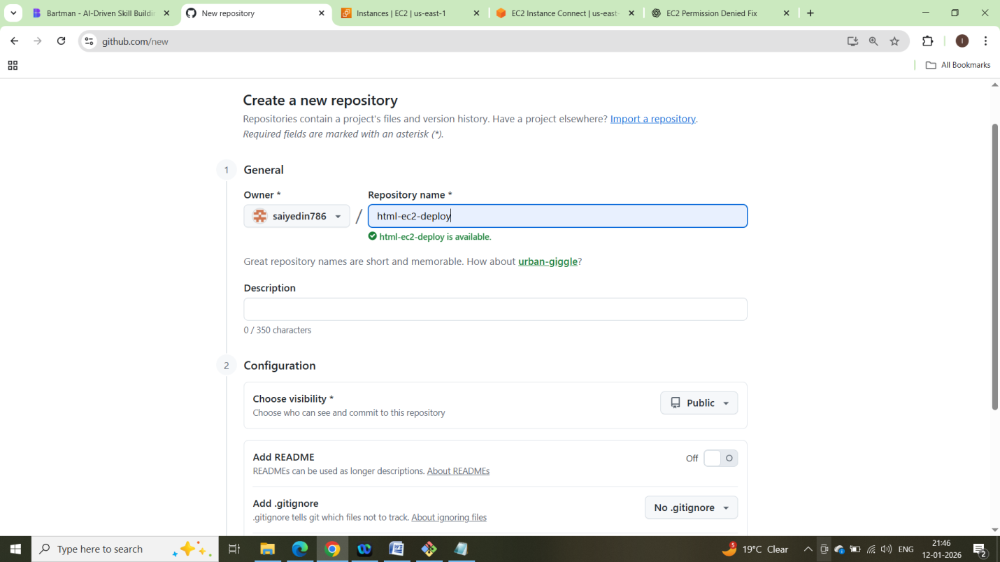 Bartman - AI-Driven Skill Buildi
New repository
Instances | EC2 | us-east-1
EC2 Instance Connect | us-east-
EC2 Permission Denied Fix
github.com/new
I
All Bookmarks
Create a new repository
Repositories contain a project's files and version history. Have a project elsewhere? Import a repository.
Required fields are marked with an asterisk (*).
1
General
Owner *
Repository name *
saiyedin786
/
html-ec2-deploy
html-ec2-deploy is available.
Great repository names are short and memorable. How about urban-giggle?
Description
0 / 350 characters
2
Configuration
Choose visibility *
Choose who can see and commit to this repository
Public
Add README
READMEs can be used as longer descriptions. About READMEs
Off
Add .gitignore
.gitignore tells git which files not to track. About ignoring files
No .gitignore
Type here to search
5
19°C Clear
ENG
21:46
12-01-2026
2